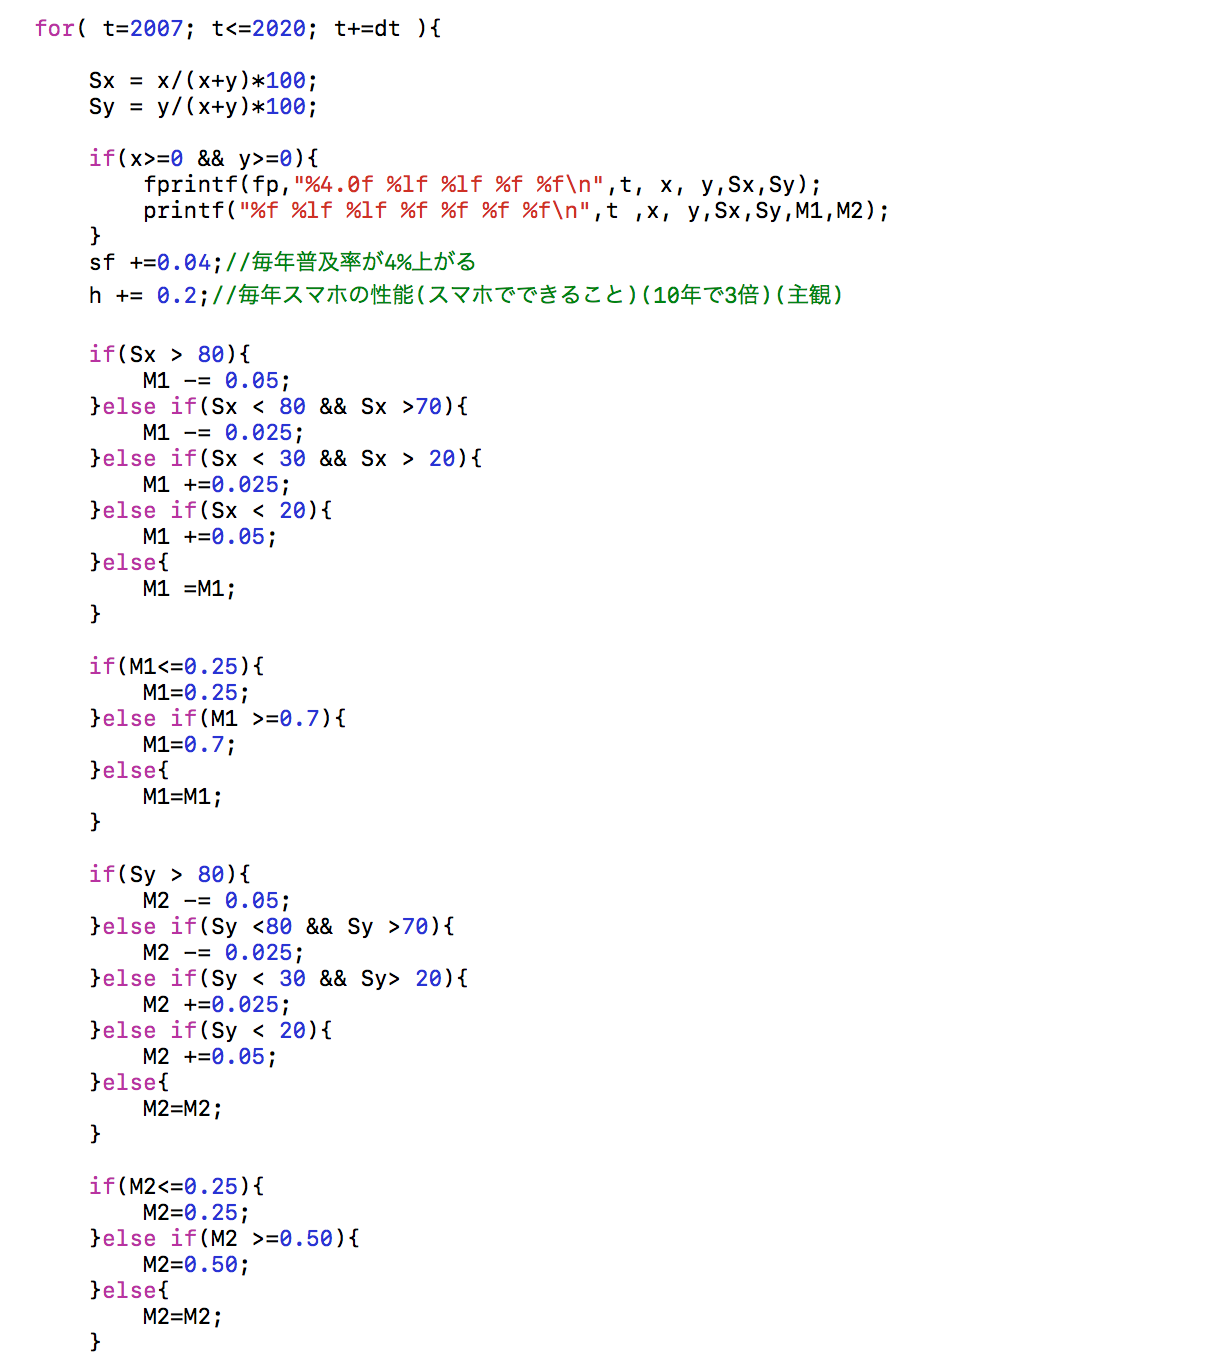 for( t=2007; t<=2020; t+=dt ){
Sx = x/(x+y)*100;
Sy = y/(x+y)*100;
if(x>=0 && y>=0){
fprintf(fp,"%4.0f %lf %lf %f %f\n",t, x, y,Sx,Sy);
printf("%f %lf %lf %f %f %f %f\n",t ,x, y,Sx,Sy,M1,M2);
}
sf +=0.04;//毎年普及率が4%上がる
h += 0.2;//毎年スマホの性能(スマホでできること)(10年で3倍)(主観)
if(Sx > 80){
M1 -= 0.05;
}else if(Sx < 80 && Sx >70){
M1 -= 0.025;
}else if(Sx < 30 && Sx > 20){
M1 +=0.025;
}else if(Sx < 20){
M1 +=0.05;
}else{
M1 =M1;
}
if(M1<=0.25){
M1=0.25;
}else if(M1 >=0.7){
M1=0.7;
}else{
M1=M1;
}
if(Sy > 80){
M2 -= 0.05;
}else if(Sy <80 && Sy >70){
M2 -= 0.025;
}else if(Sy < 30 && Sy> 20){
M2 +=0.025;
}else if(Sy < 20){
M2 +=0.05;
}else{
M2=M2;
}
if(M2<=0.25){
M2=0.25;
}else if(M2 >=0.50){
M2=0.50;
}else{
M2=M2;
}